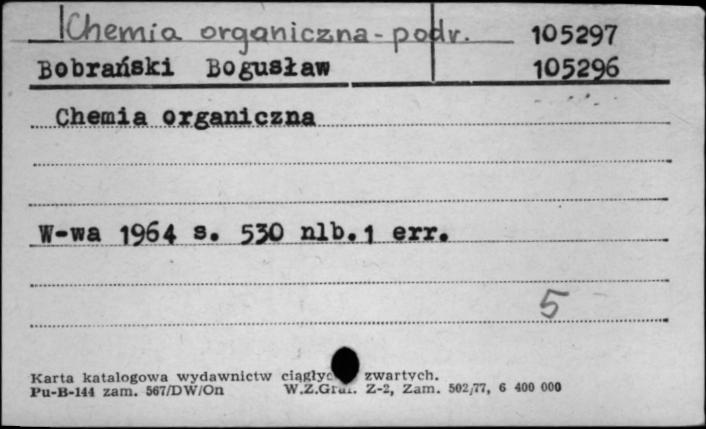 Chemia organiczna - podr. 105297
Bobrański Bogusław 105296
Chemia organiczna
W-wa 1964 s. 530 nlb.1 err.
5
Karta katalogowa wydawnictw zwartych.
Pu-B-144 zam. 567/DW/On W.Z.Graf. Z-2, Zam. 502/77, 6 400 000